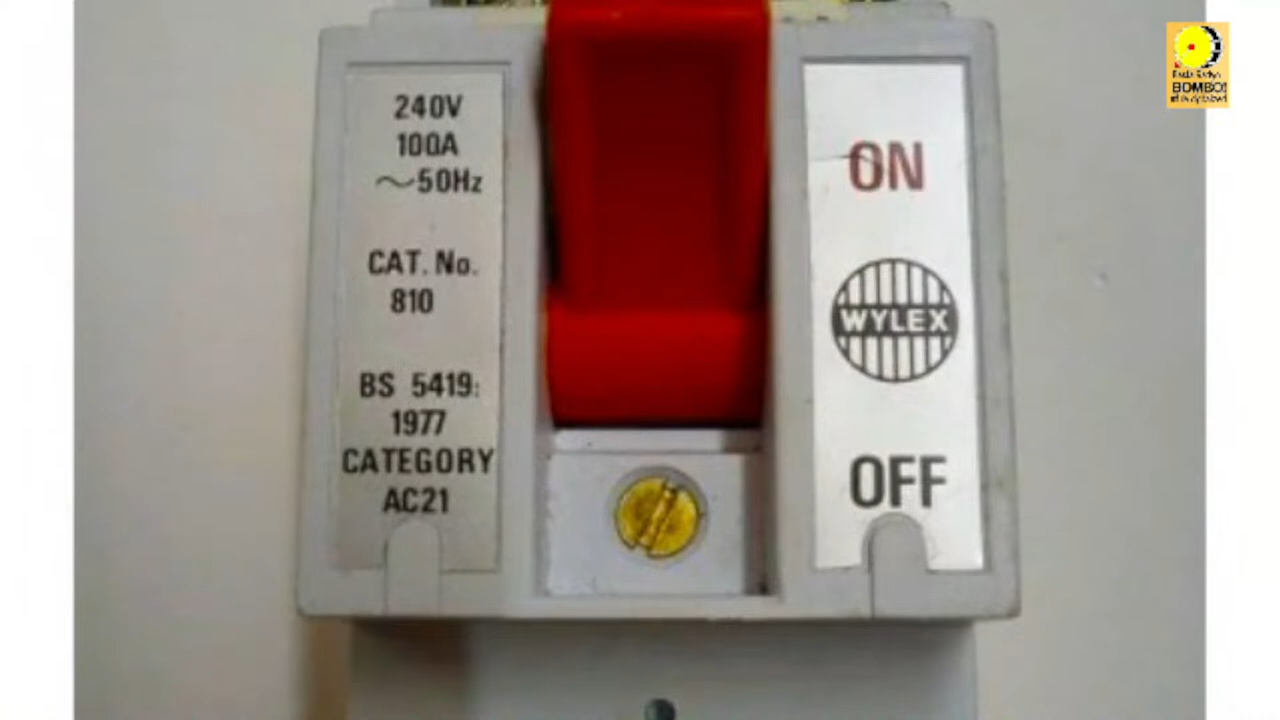 240V
100A
～50Hz
CAT. No.
810
BS 5419:
1977
CATEGORY
AC21
ON
WYLEX
OFF
BOMBO!